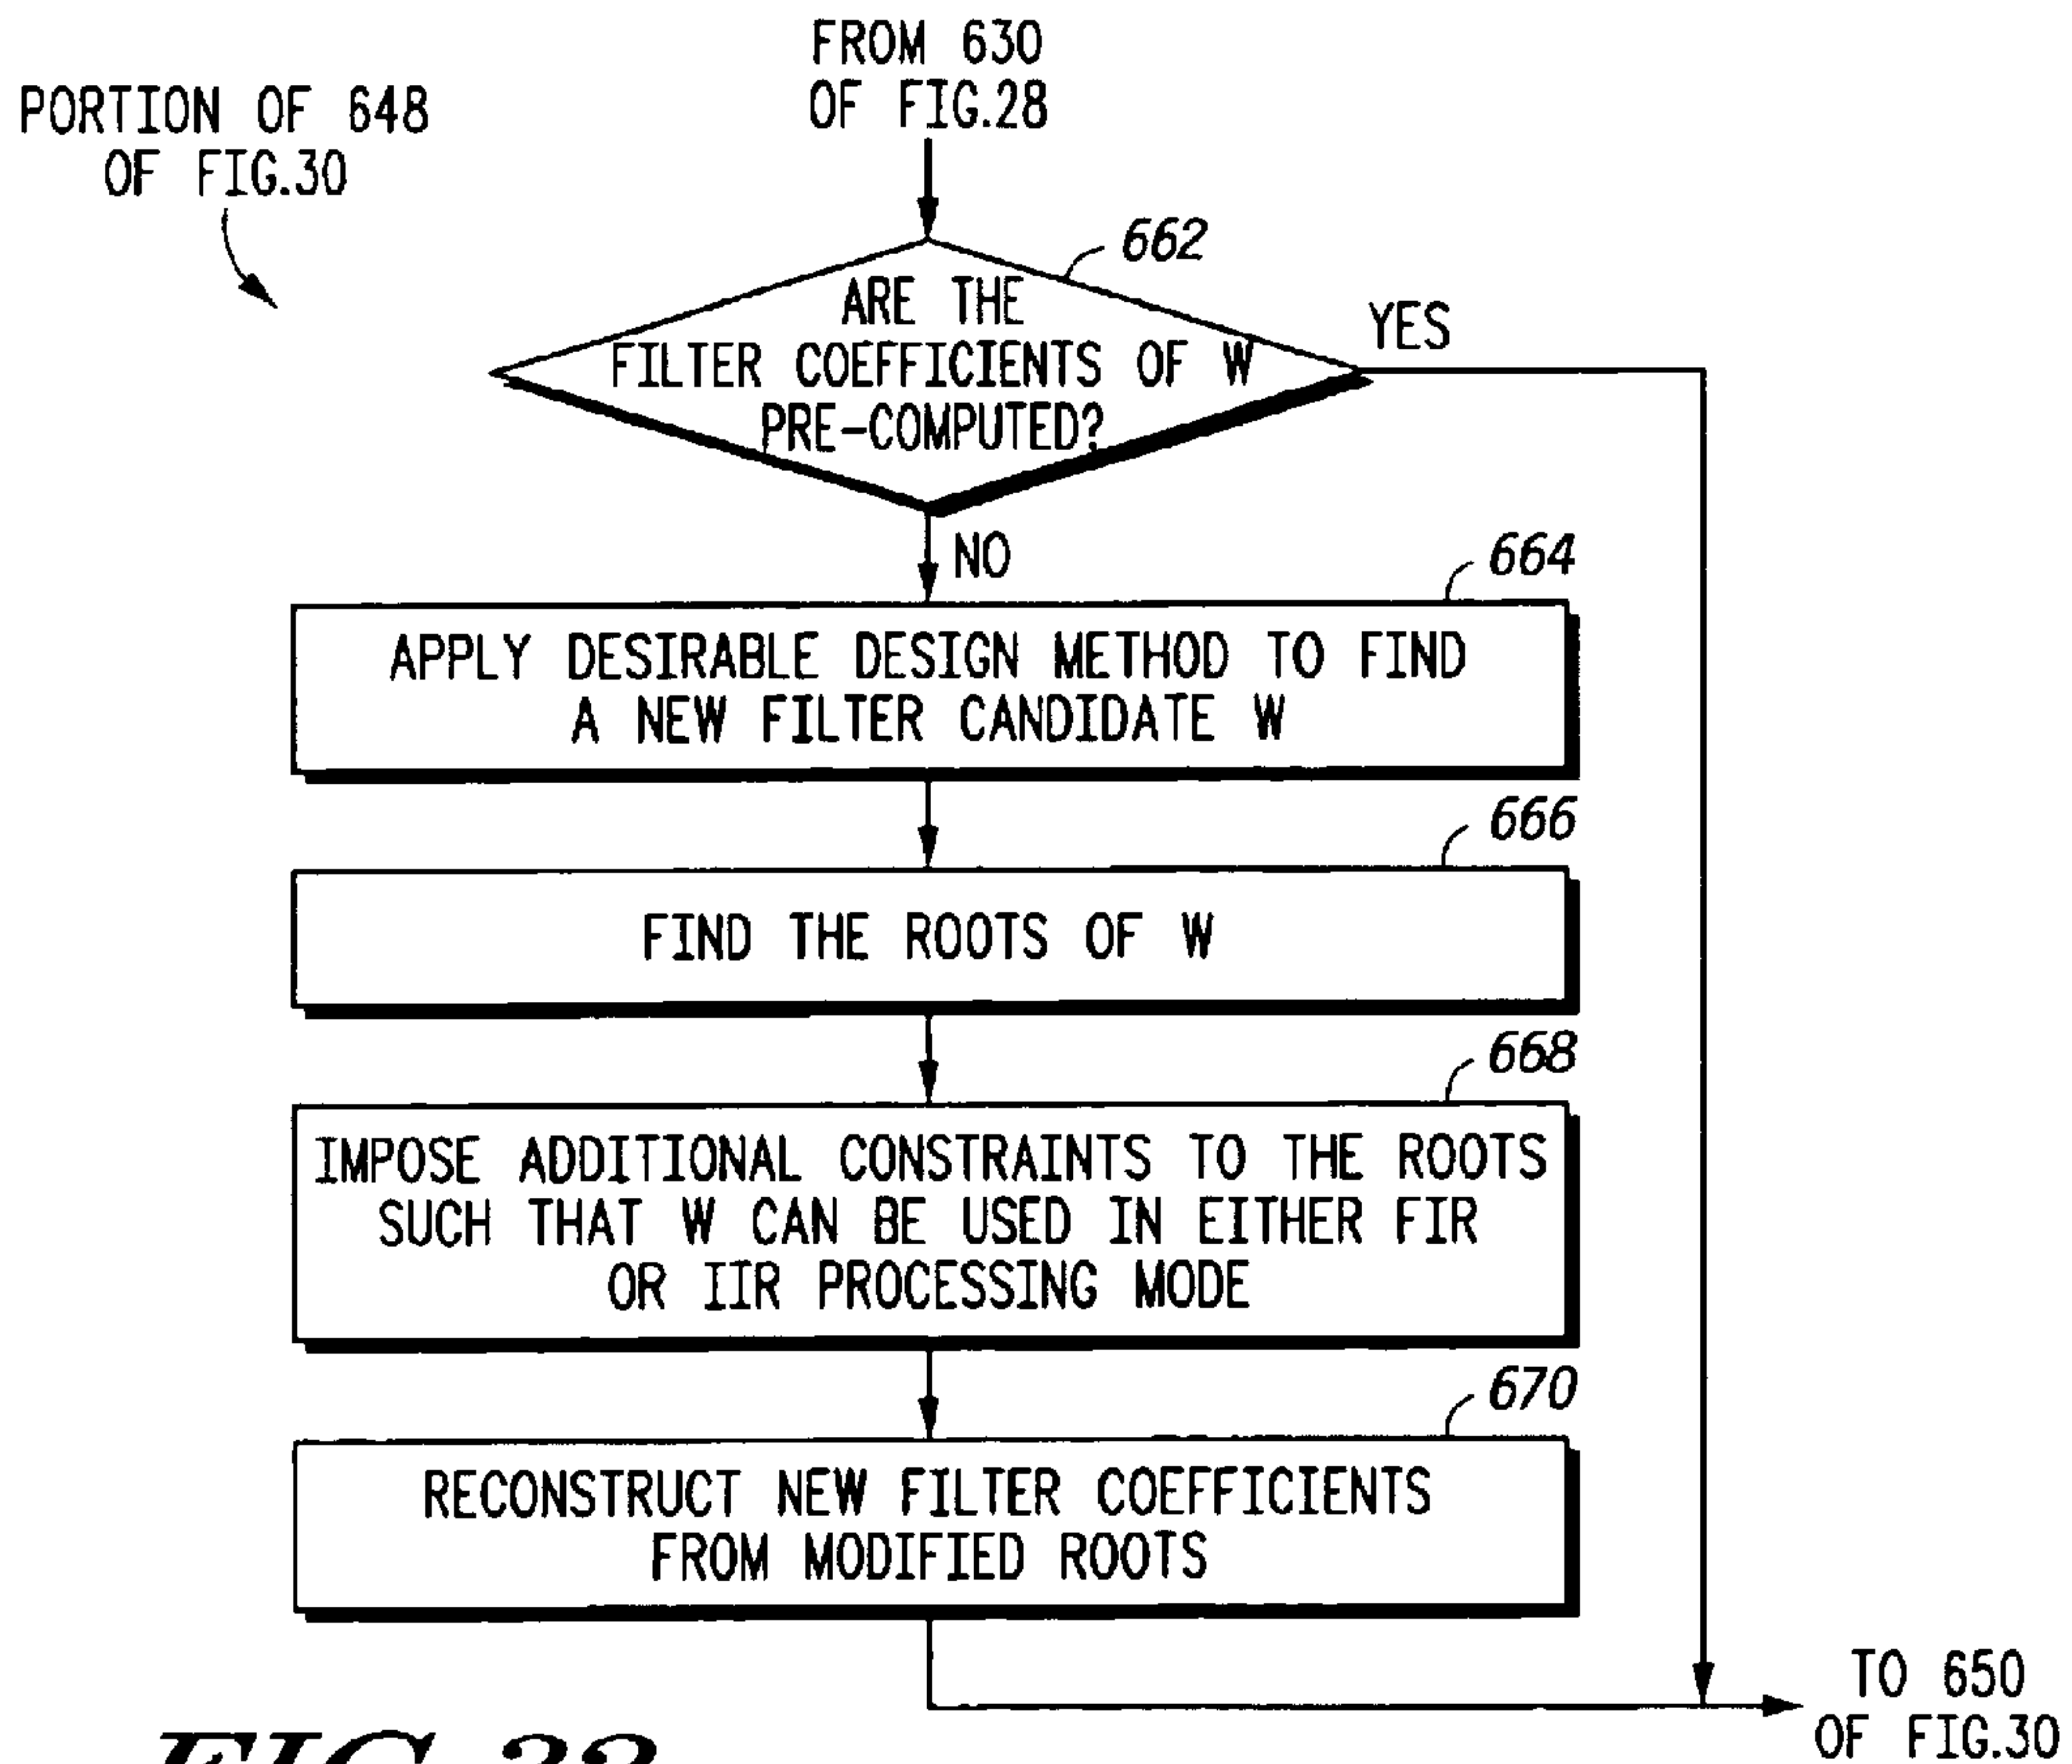 FROM 630
OF FIG.28
PORTION OF 648
OF FIG.30
662
ARE THE
FILTER COEFFICIENTS OF W
PRE-COMPUTED?
YES
NO
664
APPLY DESIRABLE DESIGN METHOD TO FIND
A NEW FILTER CANDIDATE W
666
FIND THE ROOTS OF W
668
IMPOSE ADDITIONAL CONSTRAINTS TO THE ROOTS
SUCH THAT W CAN BE USED IN EITHER FIR
OR IIR PROCESSING MODE
670
RECONSTRUCT NEW FILTER COEFFICIENTS
FROM MODIFIED ROOTS
TO 650
OF FIG.30